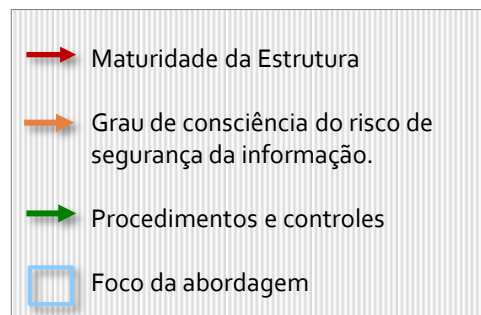 Maturidade da Estrutura
Grau de consciência do risco de
segurança da informação.
Procedimentos e controles
Foco da abordagem